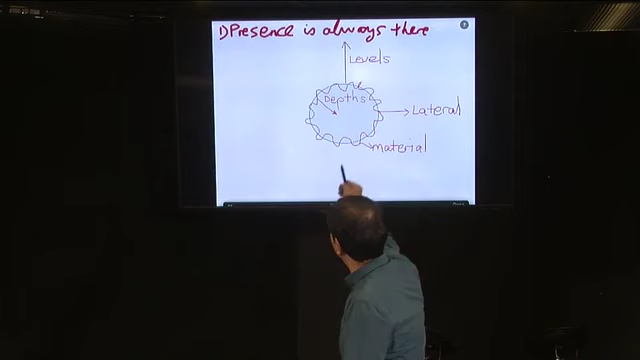 1) Presence is always there
Levels
Depths
Lateral
material